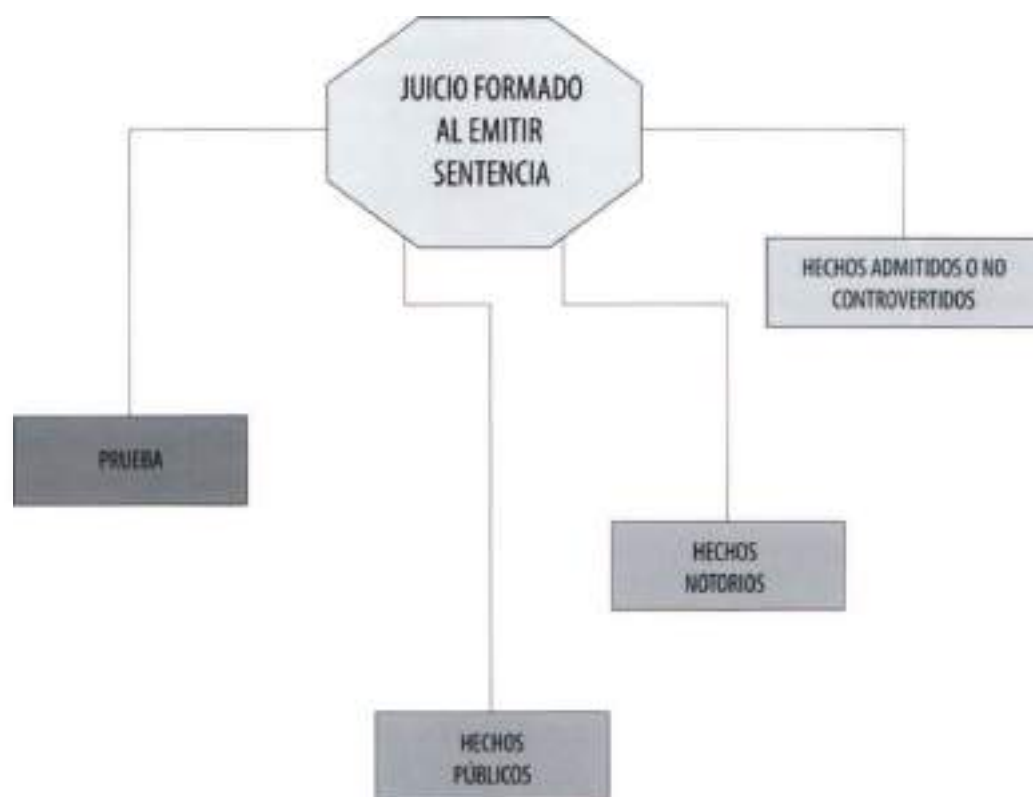 JUICIO FORMADO
AL EMITIR
SENTENCIA
HECHOS ADMITIDOS O NO
CONTROVERTIDOS
PRUEBA
HECHOS
NOTORIOS
HECHOS
PÚBLICOS